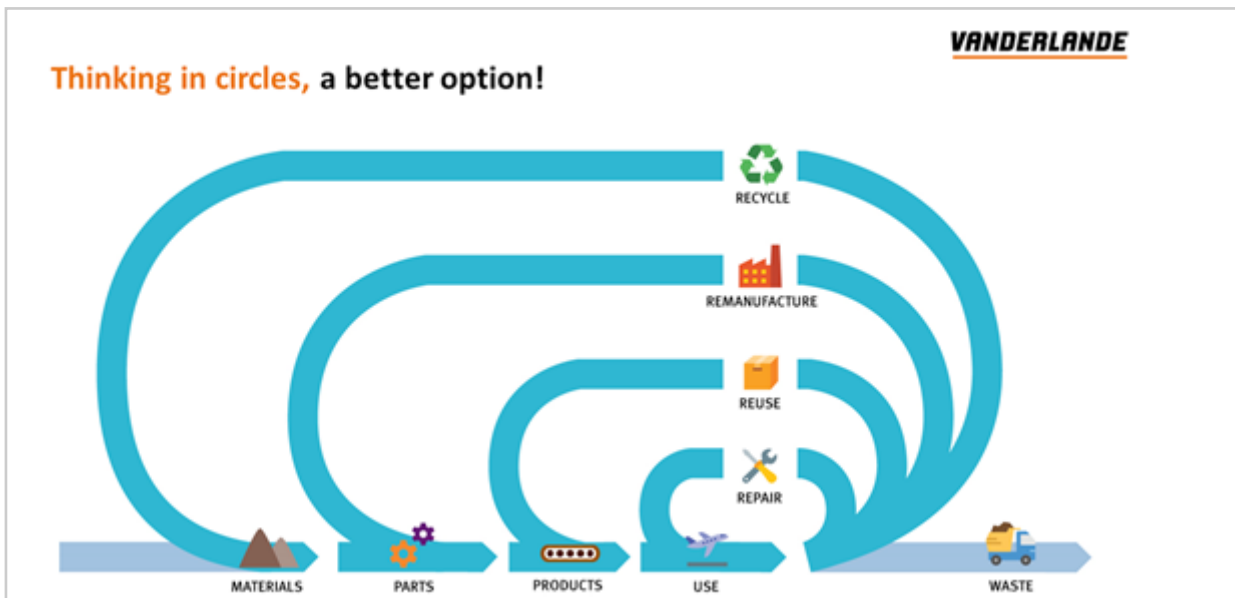 VANDERLANDE
Thinking in circles, a better option!
RECYCLE
REMANUFACTURE
REUSE
REPAIR
MATERIALS
PARTS
PRODUCTS
USE
WASTE